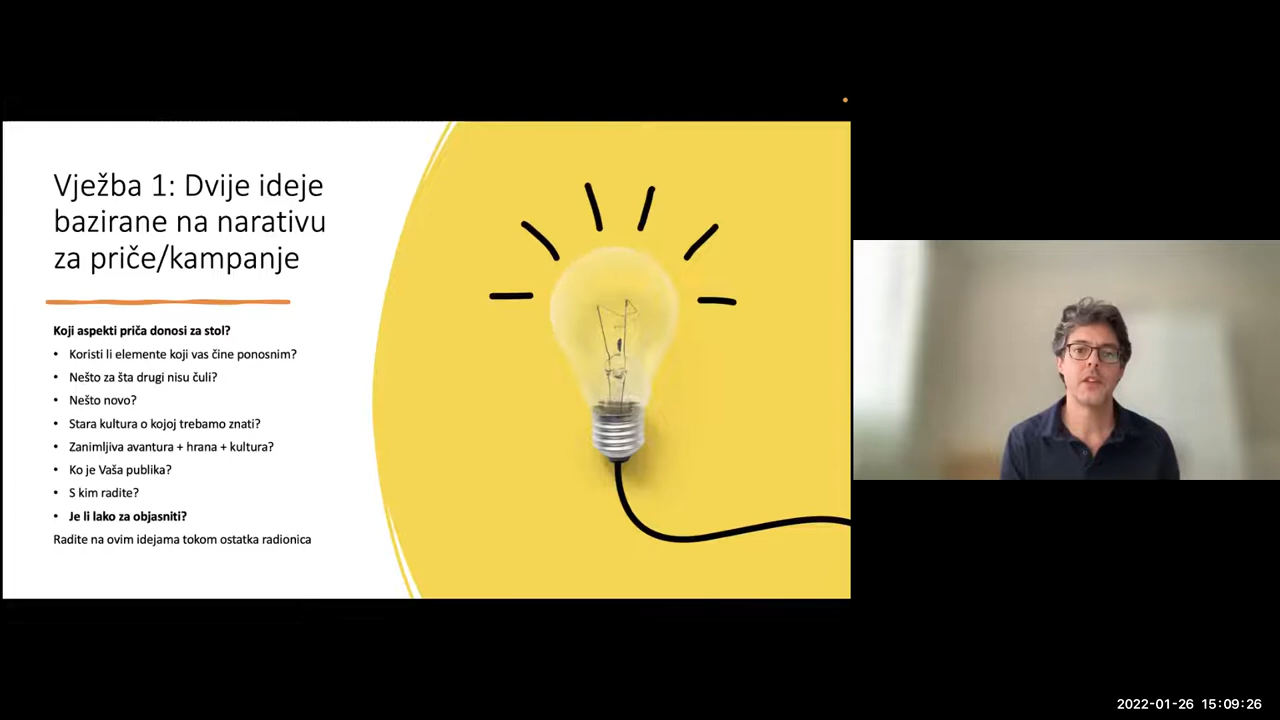 Vježba 1: Dvije ideje
bazirane na narativu
za priče/kampanje
Koji aspekti priča donosi za stol?
• Koristi li elemente koji vas čine ponosnim?
• Nešto za šta drugi nisu čuli?
• Nešto novo?
• Stara kultura o kojoj trebamo znati?
• Zanimljiva avantura + hrana + kultura?
• Ko je Vaša publika?
• S kim radite?
• Je li lako za objasniti?
Radite na ovim idejama tokom ostatka radionica
2022-01-26 15:09:26